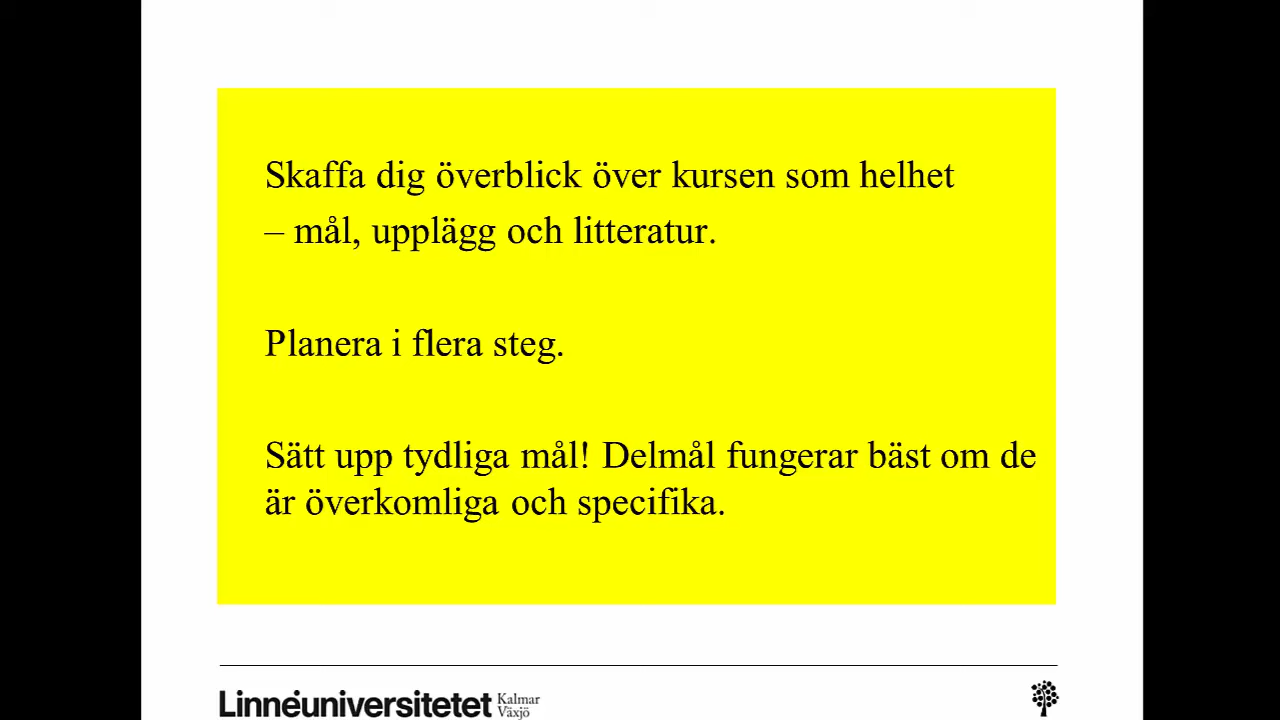 Skaffa dig överblick över kursen som helhet
– mål, upplägg och litteratur.
Planera i flera steg.
Sätt upp tydliga mål! Delmål fungerar bäst om de
är överkomliga och specifika.
Linnéuniversitetet
Kalmar
Växjö